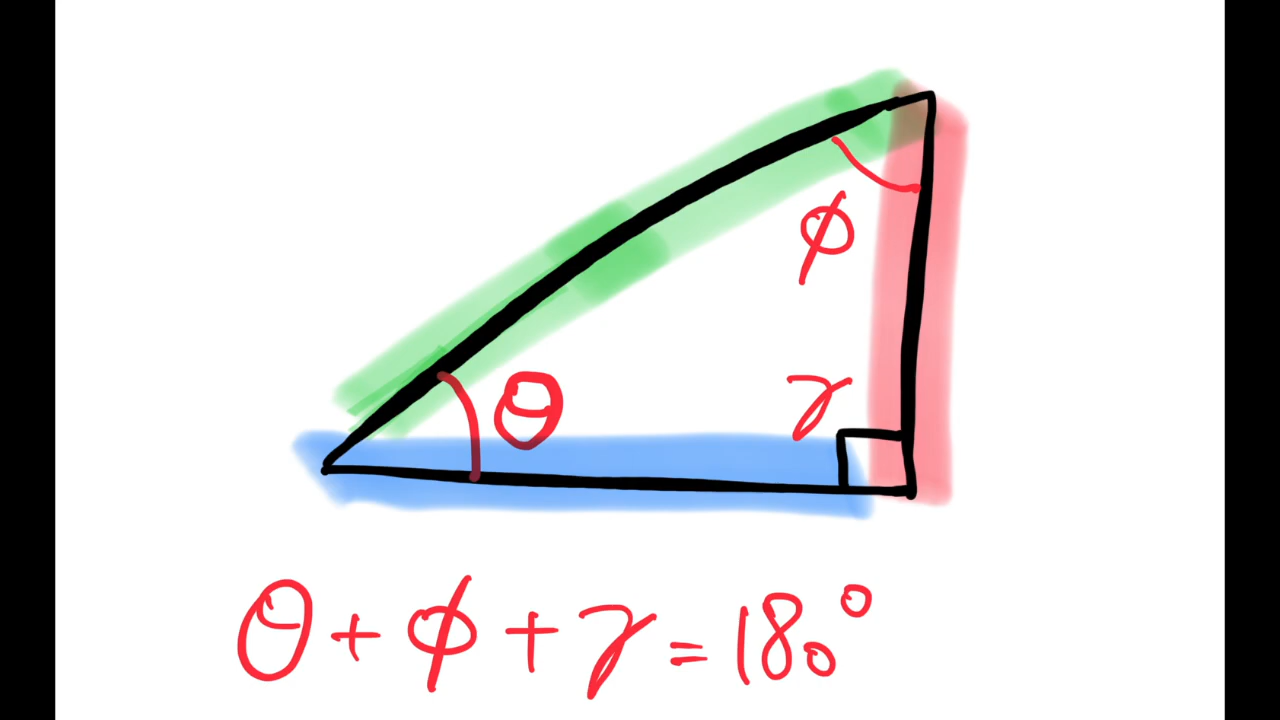 ϕ
θ
γ
θ + ϕ + γ = 180°